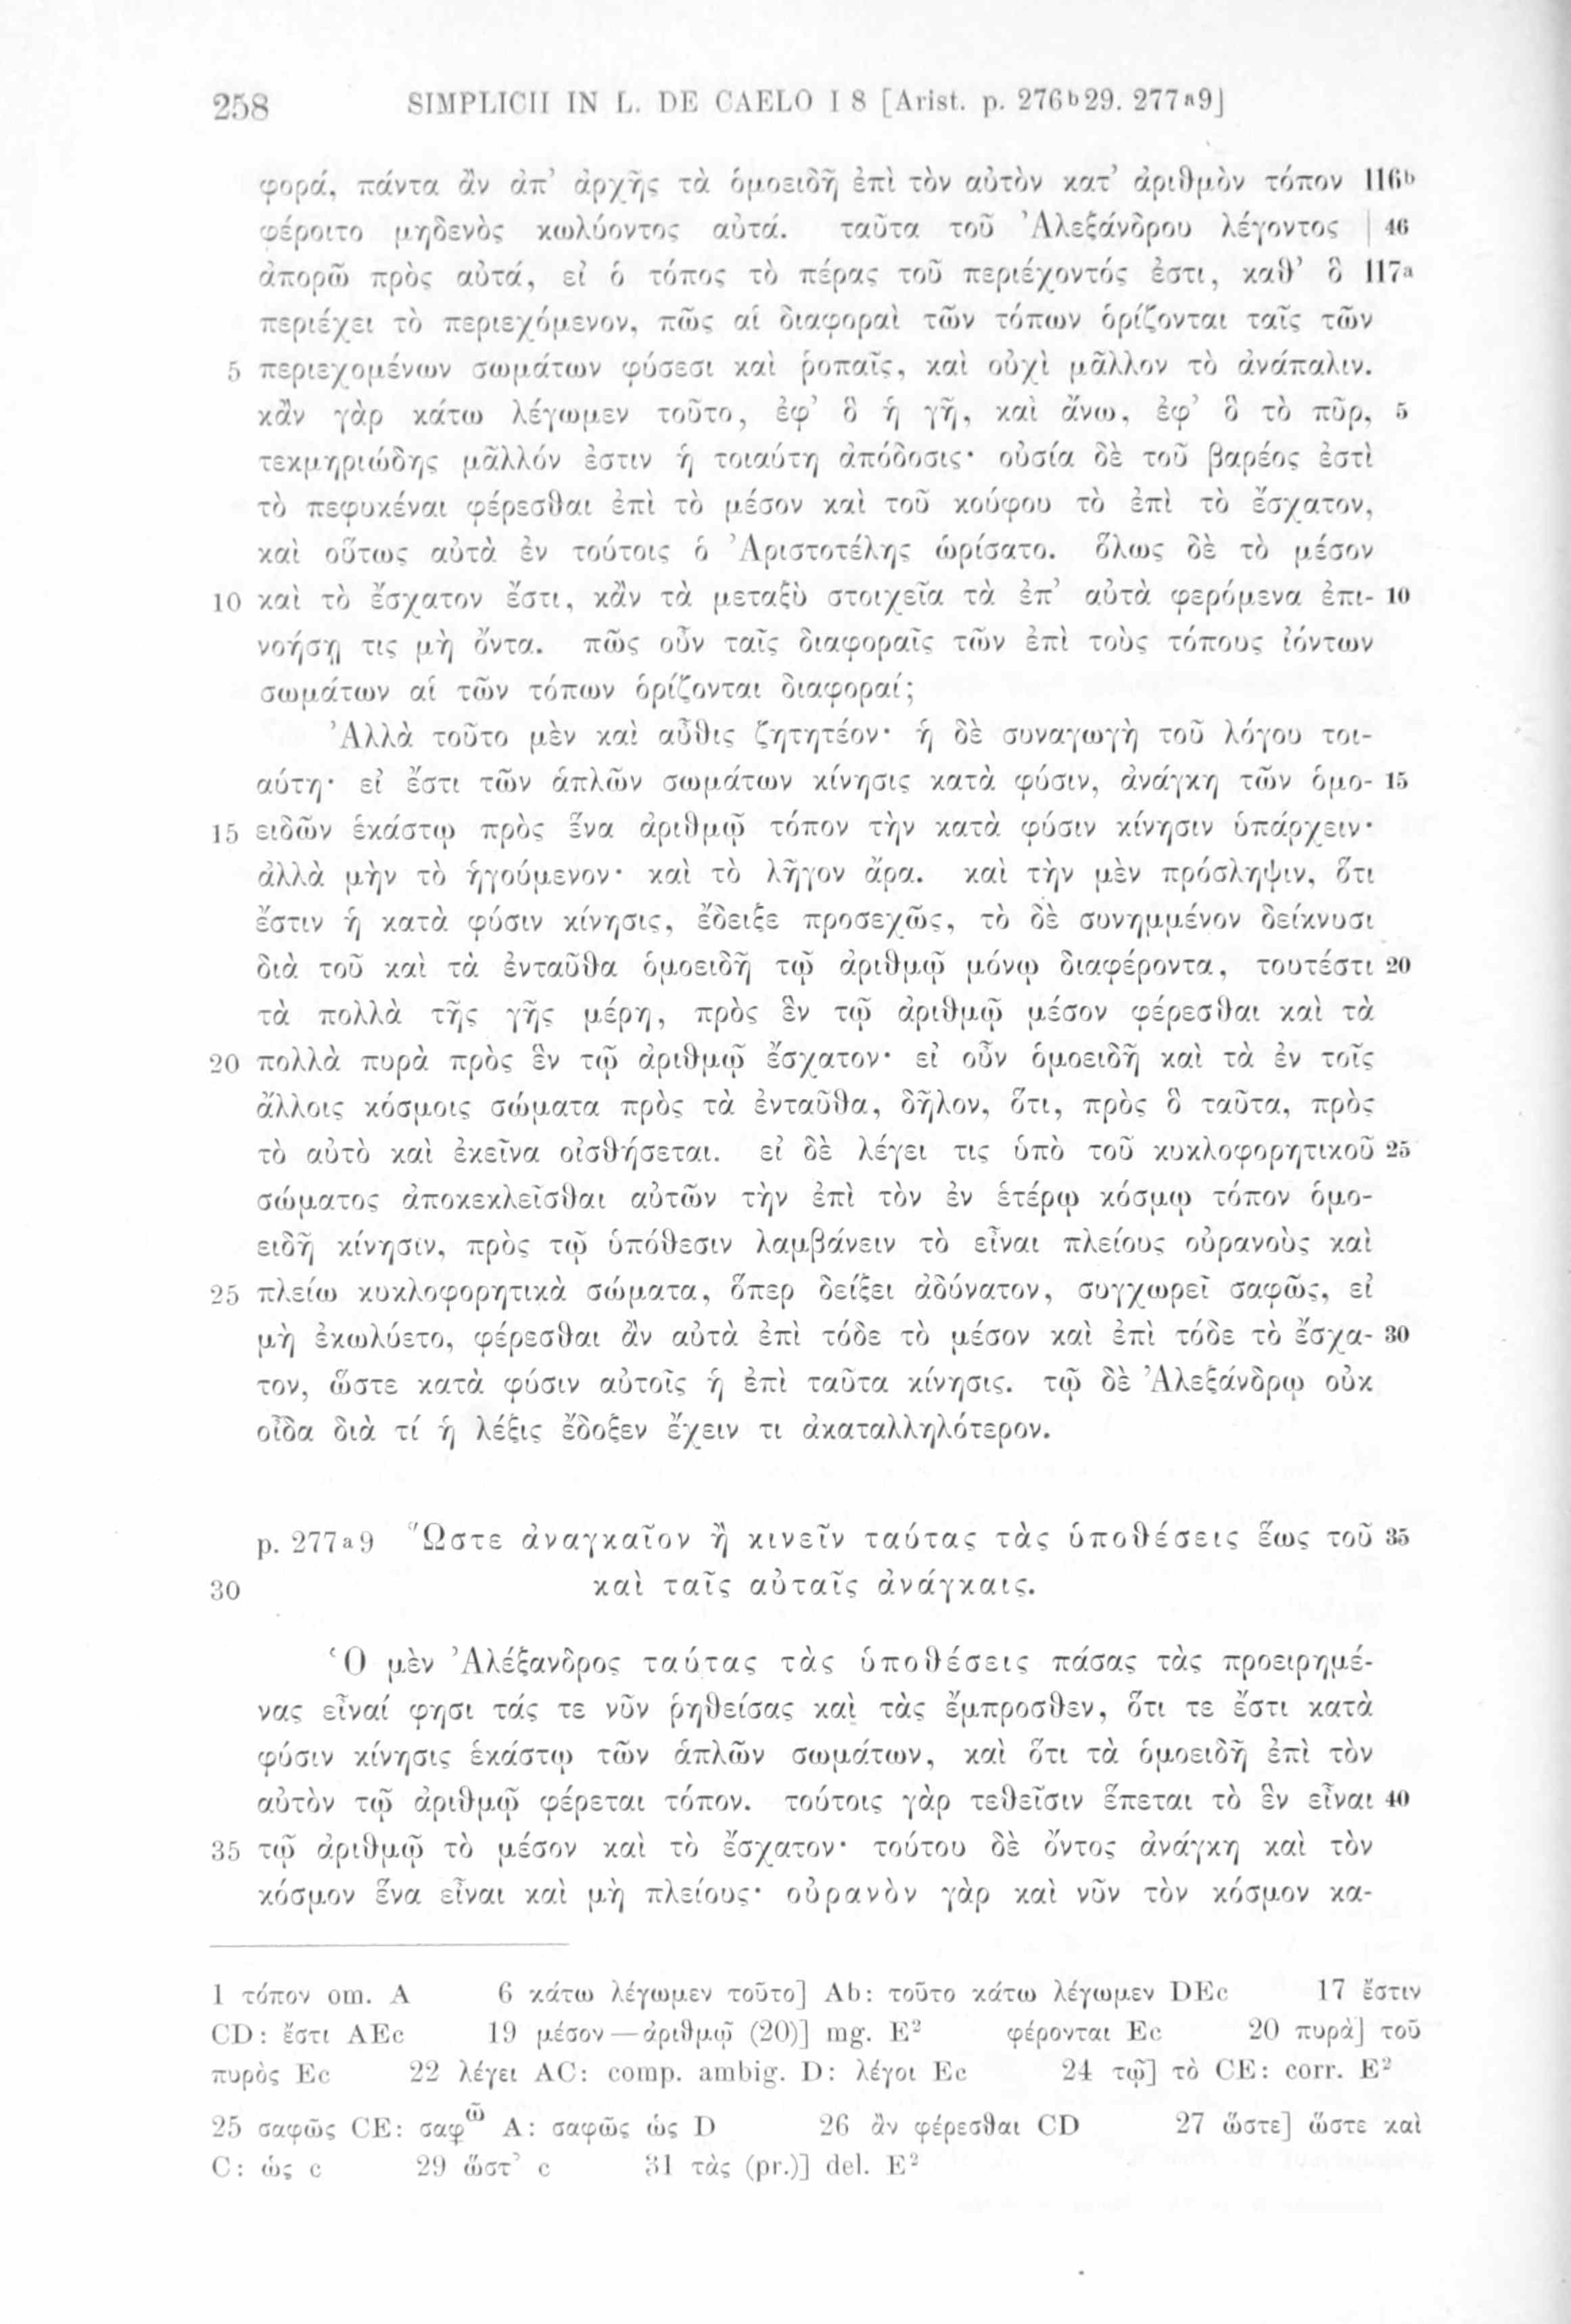 258 SIMPLICII IN L. DE CAELO I 8 [Arist. p. 276b29. 277a9]
φορά, πάντα ἂν ἀπ’ ἀρχῆς τὰ ὁμοειδῆ ἐπὶ τὸν αὐτὸν κατ’ ἀριθμὸν τόπον 116b
φέροιτο μηδενὸς κωλύοντος αὐτά. ταῦτα τοῦ Ἀλεξάνδρου λέγοντος | 46
ἀπορῶ πρὸς αὐτά, εἰ ὁ τόπος τὸ πέρας τοῦ περιέχοντός ἐστι, καθ’ ὃ 117a
περιέχει τὸ περιεχόμενον, πῶς αἱ διαφοραὶ τῶν τόπων ὁρίζονται ταῖς τῶν
5 περιεχομένων σωμάτων φύσεσι καὶ ῥοπαῖς, καὶ οὐχὶ μᾶλλον τὸ ἀνάπαλιν.
κἂν γὰρ κάτω λέγωμεν τοῦτο, ἐφ’ ὃ ἡ γῆ, καὶ ἄνω, ἐφ’ ὃ τὸ πῦρ, 5
τεκμηριώδης μᾶλλόν ἐστιν ἡ τοιαύτη ἀπόδοσις· οὐσία δὲ τοῦ βαρέος ἐστὶ
τὸ πεφυκέναι φέρεσθαι ἐπὶ τὸ μέσον καὶ τοῦ κούφου τὸ ἐπὶ τὸ ἔσχατον,
καὶ οὕτως αὐτὰ ἐν τούτοις ὁ Ἀριστοτέλης ὡρίσατο. ὅλως δὲ τὸ μέσον
10 καὶ τὸ ἔσχατον ἔστι, κἂν τὰ μεταξὺ στοιχεῖα τὰ ἐπ’ αὐτὰ φερόμενα ἐπι- 10
νοήσῃ τις μὴ ὄντα. πῶς οὖν ταῖς διαφοραῖς τῶν ἐπὶ τοὺς τόπους ἰόντων
σωμάτων αἱ τῶν τόπων ὁρίζονται διαφοραί;
Ἀλλὰ τοῦτο μὲν καὶ αὖθις ζητητέον· ἡ δὲ συναγωγὴ τοῦ λόγου τοι-
αύτη· εἰ ἔστι τῶν ἁπλῶν σωμάτων κίνησις κατὰ φύσιν, ἀνάγκη τῶν ὁμο- 15
15 ειδῶν ἑκάστῳ πρὸς ἕνα ἀριθμῷ τόπον τὴν κατὰ φύσιν κίνησιν ὑπάρχειν·
ἀλλὰ μὴν τὸ ἡγούμενον· καὶ τὸ λῆγον ἄρα. καὶ τὴν μὲν πρόσληψιν, ὅτι
ἔστιν ἡ κατὰ φύσιν κίνησις, ἔδειξε προσεχῶς, τὸ δὲ συνημμένον δείκνυσι
διὰ τοῦ καὶ τὰ ἐνταῦθα ὁμοειδῆ τῷ ἀριθμῷ μόνῳ διαφέροντα, τουτέστι 20
τὰ πολλὰ τῆς γῆς μέρη, πρὸς ἓν τῷ ἀριθμῷ μέσον φέρεσθαι καὶ τὰ
20 πολλὰ πυρὰ πρὸς ἓν τῷ ἀριθμῷ ἔσχατον· εἰ οὖν ὁμοειδῆ καὶ τὰ ἐν τοῖς
ἄλλοις κόσμοις σώματα πρὸς τὰ ἐνταῦθα, δῆλον, ὅτι, πρὸς ὃ ταῦτα, πρὸς
τὸ αὐτὸ καὶ ἐκεῖνα οἰσθήσεται. εἰ δὲ λέγει τις ὑπὸ τοῦ κυκλοφορητικοῦ 25
σώματος ἀποκεκλεῖσθαι αὐτῶν τὴν ἐπὶ τὸν ἐν ἑτέρῳ κόσμῳ τόπον ὁμο-
ειδῆ κίνησιν, πρὸς τῷ ὑπόθεσιν λαμβάνειν τὸ εἶναι πλείους οὐρανοὺς καὶ
25 πλείω κυκλοφορητικὰ σώματα, ὅπερ δείξει ἀδύνατον, συγχωρεῖ σαφῶς, εἰ
μὴ ἐκωλύετο, φέρεσθαι ἂν αὐτὰ ἐπὶ τόδε τὸ μέσον καὶ ἐπὶ τόδε τὸ ἔσχα- 30
τον, ὥστε κατὰ φύσιν αὐτοῖς ἡ ἐπὶ ταῦτα κίνησις. τῷ δὲ Ἀλεξάνδρῳ οὐκ
οἶδα διὰ τί ἡ λέξις ἔδοξεν ἔχειν τι ἀκαταλληλότερον.
p. 277a9 Ὥστε ἀναγκαῖον ἢ κινεῖν ταύτας τὰς ὑποθέσεις ἕως τοῦ 35
30 καὶ ταῖς αὐταῖς ἀνάγκαις.
Ὁ μὲν Ἀλέξανδρος ταύτας τὰς ὑποθέσεις πάσας τὰς προειρημέ-
νας εἶναί φησι τάς τε νῦν ῥηθείσας καὶ τὰς ἔμπροσθεν, ὅτι τε ἔστι κατὰ
φύσιν κίνησις ἑκάστῳ τῶν ἁπλῶν σωμάτων, καὶ ὅτι τὰ ὁμοειδῆ ἐπὶ τὸν
αὐτὸν τῷ ἀριθμῷ φέρεται τόπον. τούτοις γὰρ τεθεῖσιν ἕπεται τὸ ἓν εἶναι 40
35 τῷ ἀριθμῷ τὸ μέσον καὶ τὸ ἔσχατον· τούτου δὲ ὄντος ἀνάγκη καὶ τὸν
κόσμον ἕνα εἶναι καὶ μὴ πλείους· οὐρανὸν γὰρ καὶ νῦν τὸν κόσμον κα-
1 τόπον om. A 6 κάτω λέγωμεν τοῦτο] Ab: τοῦτο κάτω λέγωμεν DEc 17 ἔστιν
CD: ἔστι AEc 19 μέσον—ἀριθμῷ (20)] mg. E² φέρονται Ec 20 πυρὰ] τοῦ
πυρὸς Ec 22 λέγει AC: comp. ambig. D: λέγοι Ec 24 τῷ] τὸ CE: corr. E²
25 σαφῶς CE: σαφῶ A: σαφῶς ὡς D 26 ἂν φέρεσθαι CD 27 ὥστε] ὥστε καὶ
C: ὡς c 29 ὥστ’ c 31 τὰς (pr.)] del. E²